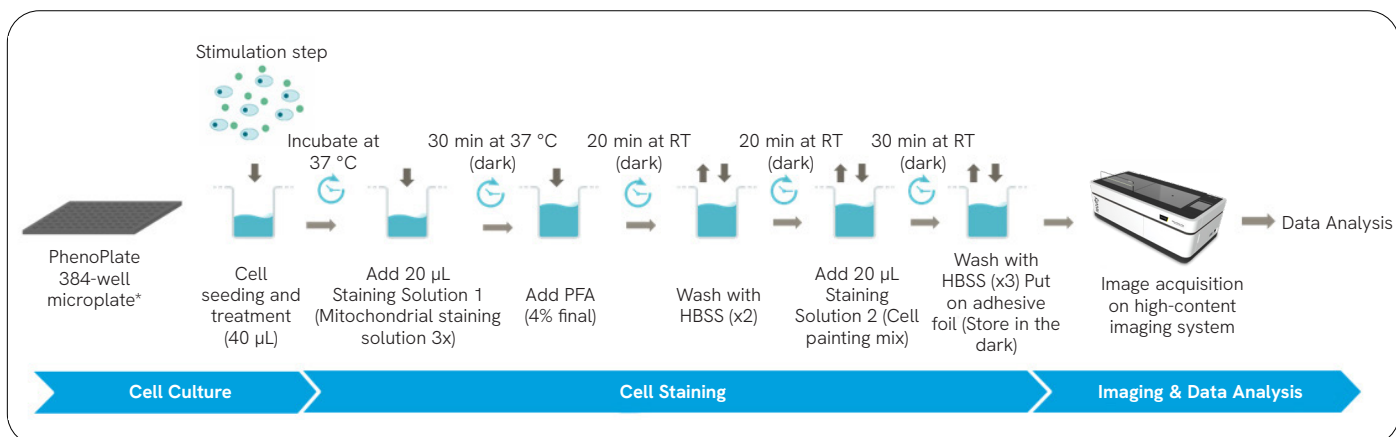 Stimulation step
Incubate at
37 °C
30 min at 37 °C
(dark)
20 min at RT
(dark)
20 min at RT
(dark)
30 min at RT
(dark)
PhenoPlate
384-well
microplate*
Cell
seeding and
treatment
(40 µL)
Add 20 µL
Staining Solution 1
(Mitochondrial staining
solution 3x)
Add PFA
(4% final)
Wash with
HBSS (x2)
Add 20 µL
Staining
Solution 2 (Cell
painting mix)
Wash with
HBSS (x3) Put
on adhesive
foil (Store in the
dark)
Image acquisition
on high-content
imaging system
Data Analysis
Cell Culture
Cell Staining
Imaging & Data Analysis